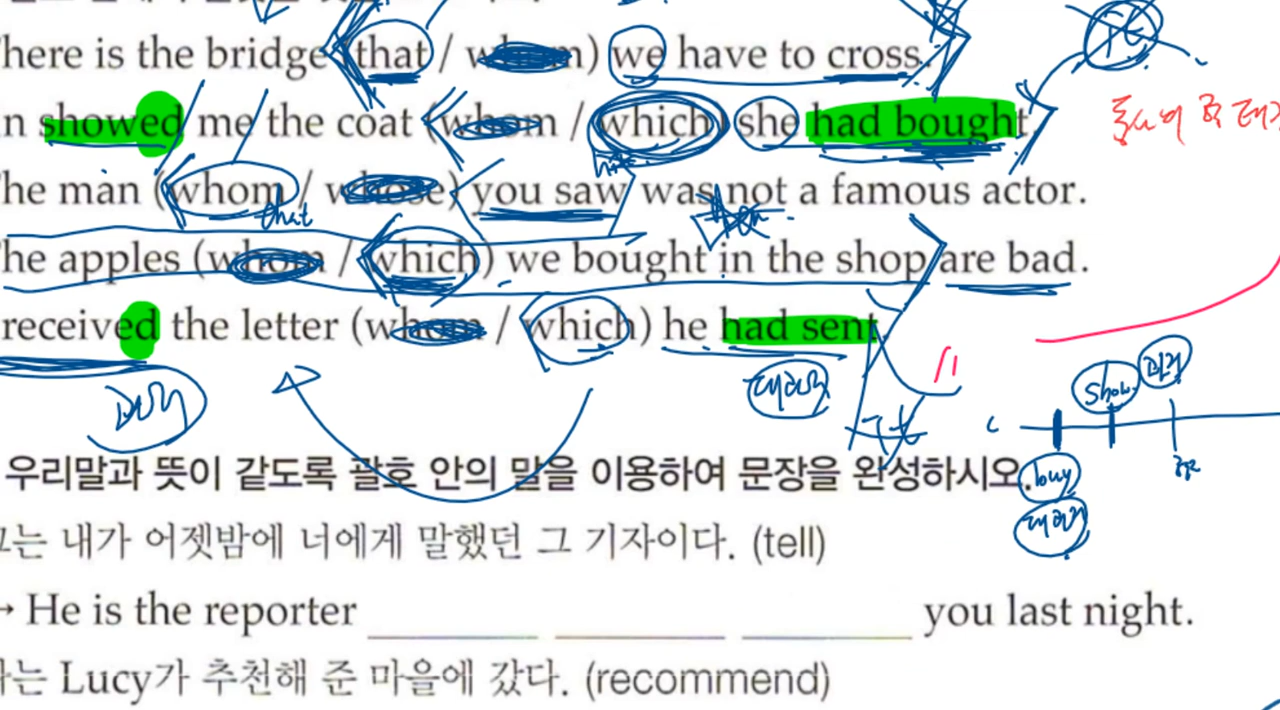 here is the bridge (that / whom) we have to cross.
n showed me the coat (whom / which) she had bought.
he man (whom / whose) you saw was not a famous actor.
that
he apples (whom / which) we bought in the shop are bad.
received the letter (whom / which) he had sent.
대과거
show
과거
buy
대과거
우리말과 뜻이 같도록 괄호 안의 말을 이용하여 문장을 완성하시오.
그는 내가 어젯밤에 너에게 말했던 그 기자이다. (tell)
→ He is the reporter ______ ______ ______ you last night.
나는 Lucy가 추천해 준 마을에 갔다. (recommend)